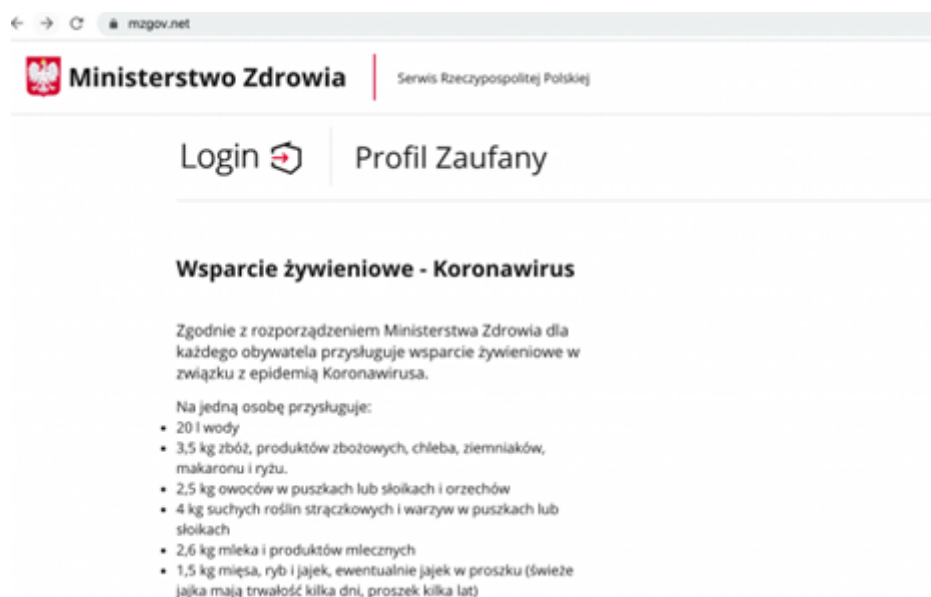 mzgov.net
Ministerstwo Zdrowia
Serwis Rzeczypospolitej Polskiej
Login
Profil Zaufany
Wsparcie żywieniowe - Koronawirus
Zgodnie z rozporządzeniem Ministerstwa Zdrowia dla
każdego obywatela przysługuje wsparcie żywieniowe w
związku z epidemią Koronawirusa.
Na jedną osobę przysługuje:
• 20 l wody
• 3,5 kg zbóż, produktów zbożowych, chleba, ziemniaków,
makaronu i ryżu.
• 2,5 kg owoców w puszkach lub słoikach i orzechów
• 4 kg suchych roślin strączkowych i warzyw w puszkach lub
słoikach
• 2,6 kg mleka i produktów mlecznych
• 1,5 kg mięsa, ryb i jajek, ewentualnie jajek w proszku (świeże
jajka mają trwałość kilka dni, proszek kilka lat)